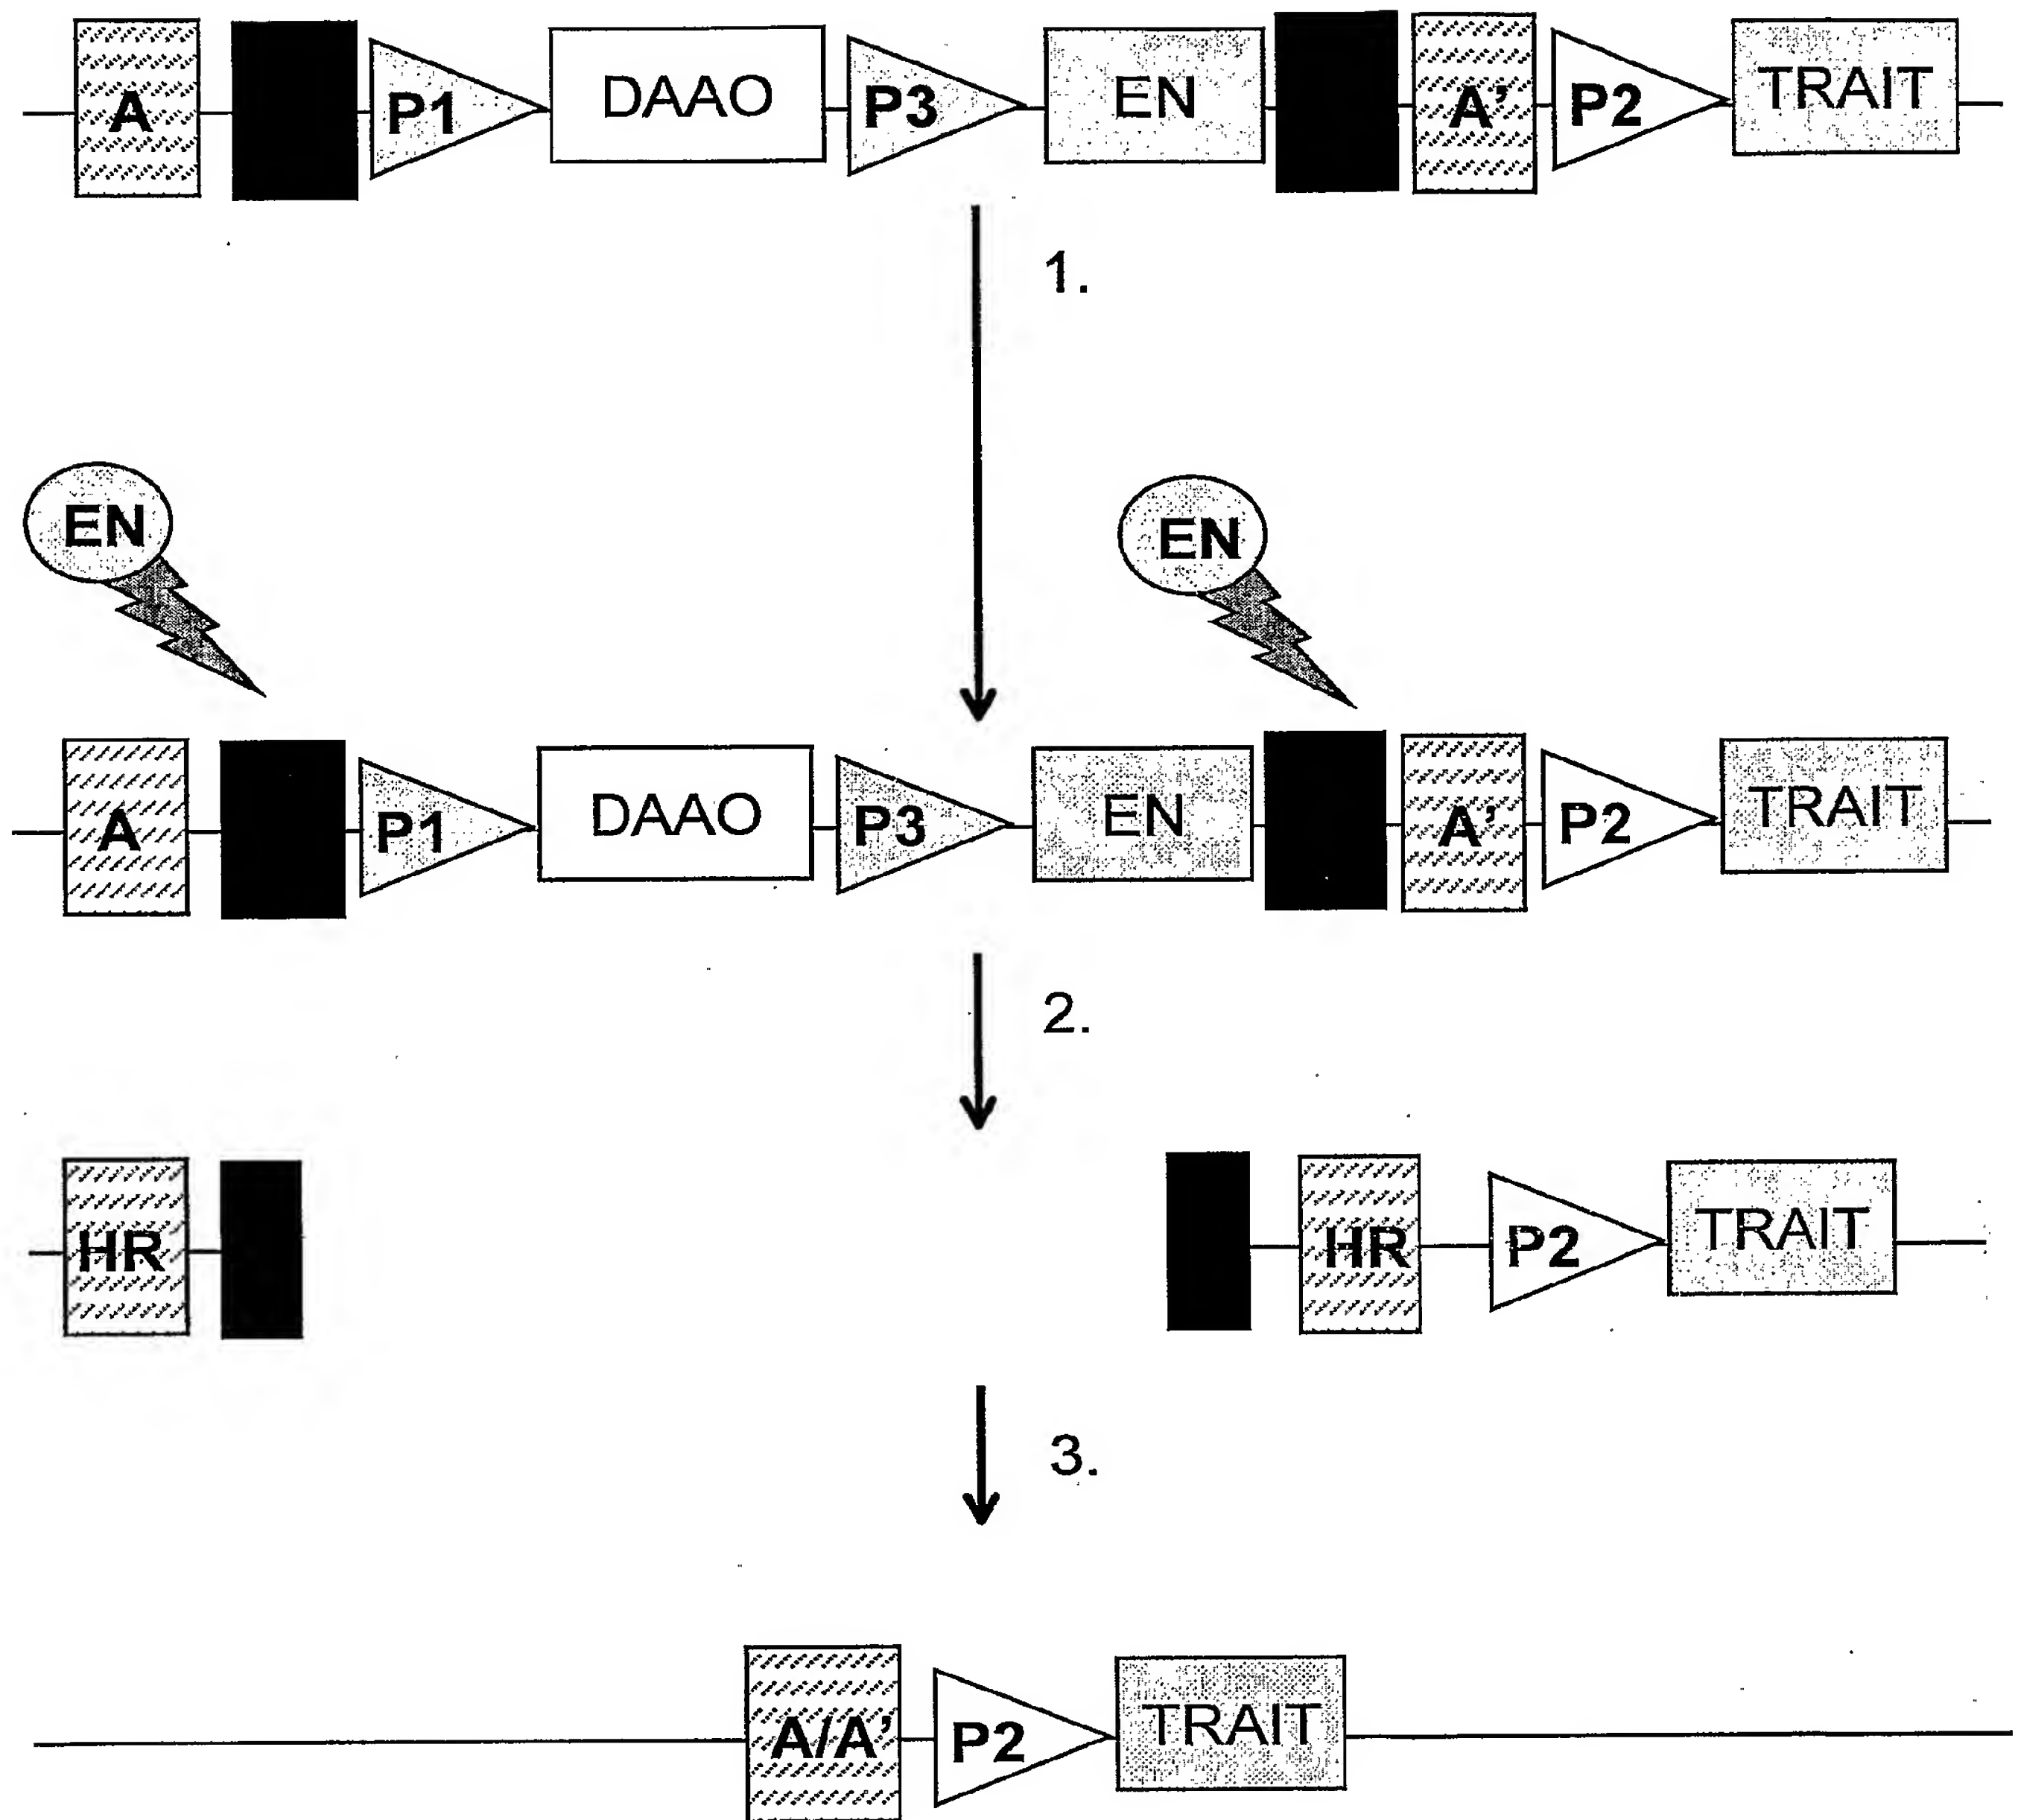 A P1 DAAO P3 EN A' P2 TRAIT
1.
EN EN
A P1 DAAO P3 EN A' P2 TRAIT
2.
HR HR P2 TRAIT
3.
A/A' P2 TRAIT